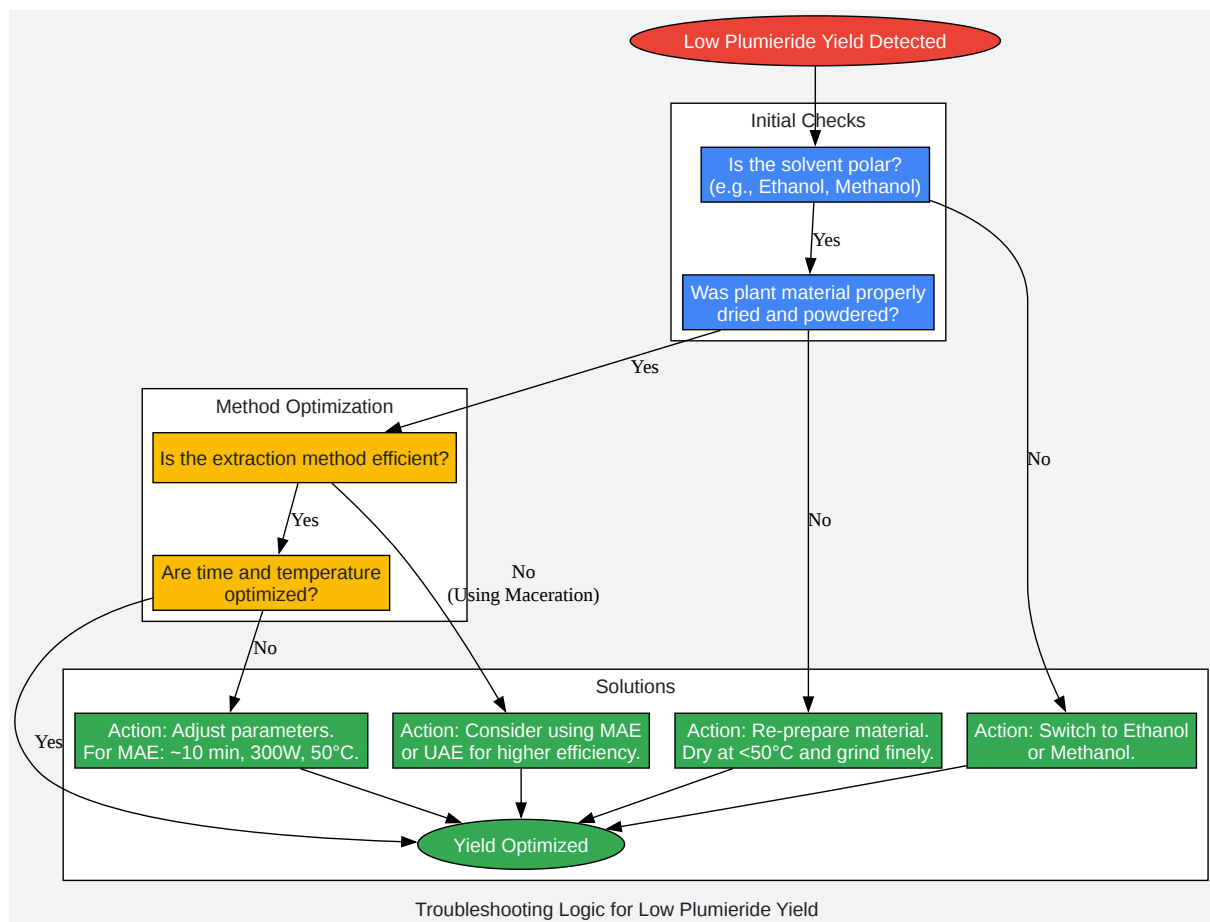 Low Plumieride Yield Detected
Initial Checks
Is the solvent polar?
(e.g., Ethanol, Methanol)
Yes
Was plant material properly
dried and powdered?
Yes
Method Optimization
Is the extraction method efficient?
No
Yes
No
Are time and temperature
optimized?
No
(Using Maceration)
No
Solutions
Action: Adjust parameters.
For MAE: ~10 min, 300W, 50°C.
Action: Consider using MAE
or UAE for higher efficiency.
Action: Re-prepare material.
Dry at <50°C and grind finely.
Action: Switch to Ethanol
or Methanol.
Yes
Yield Optimized
Troubleshooting Logic for Low Plumieride Yield